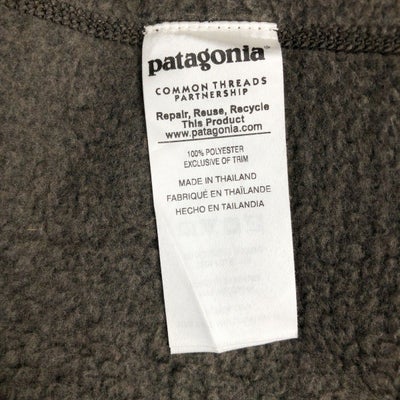 patagonia
COMMON THREADS
PARTNERSHIP
Repair, Reuse, Recycle
This Product
www.patagonia.com
100% POLYESTER
EXCLUSIVE OF TRIM
MADE IN THAILAND
FABRIQUÉ EN THAÏLANDE
HECHO EN TAILANDIA